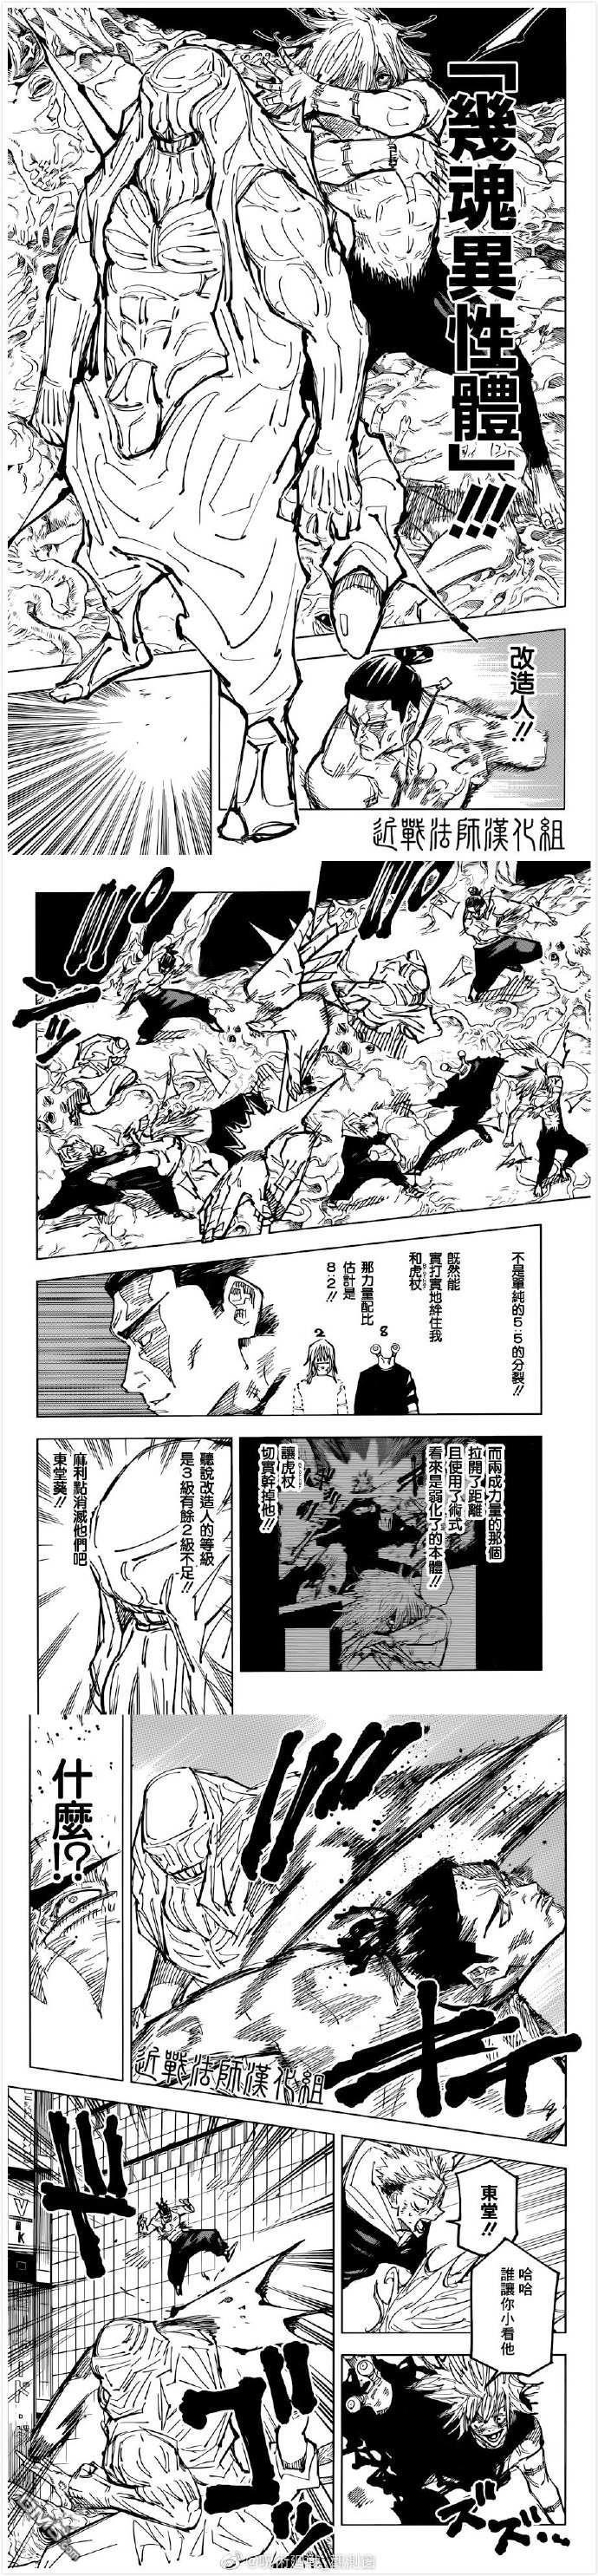 「幾魂異性體」!!!
改造人!!
近戰法師漢化組
不是單純的5:5的分裂!!
既然能
實打實地絆住我
和虎杖
那力量配比
估計是
8:2!!
8
2
而兩成力量的那個
拉開了距離
且使用了術式
看來是弱化了的本體!!
讓虎杖
切實幹掉他!!
聽說改造人的等級
是3級有餘2級不足!!
麻利點消滅他們吧
東堂葵!!
什麼!?
近戰法師漢化組
東堂!!
哈哈
誰讓你小看他
ズズ...
V
k